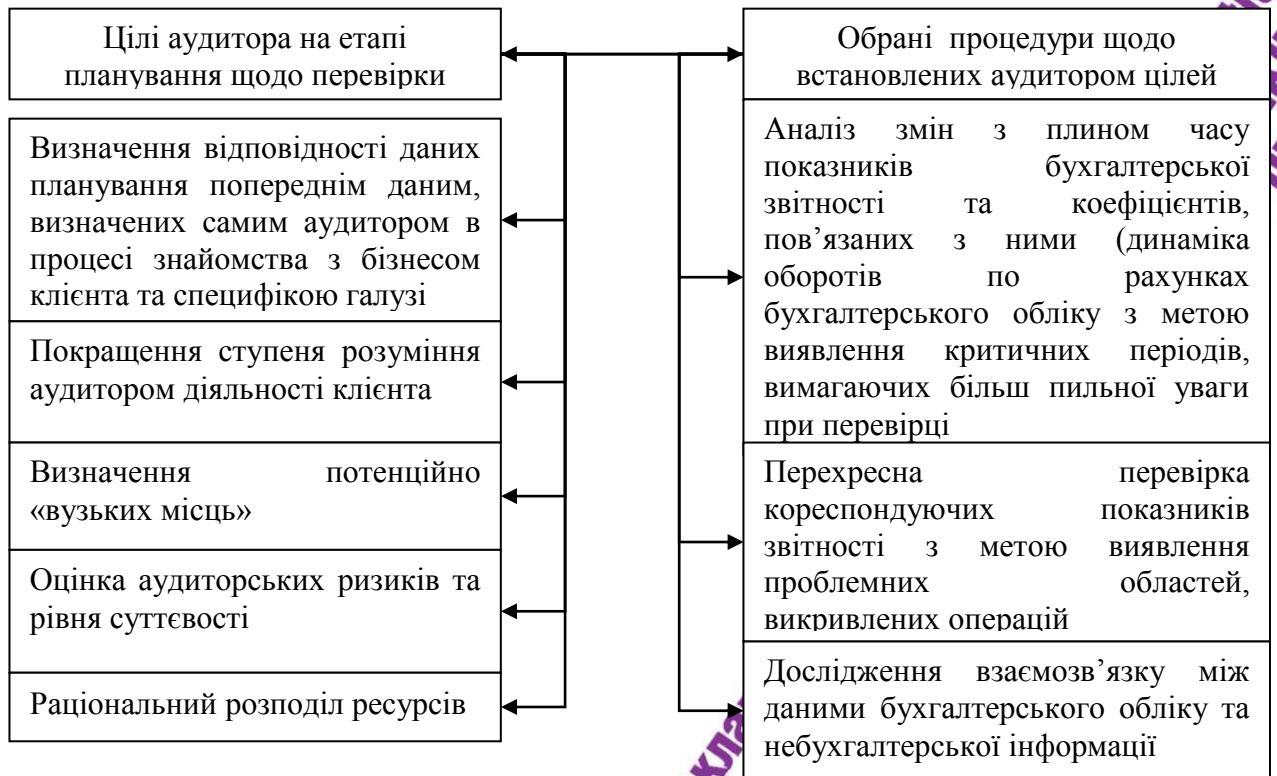 Цілі аудитора на етапі
планування щодо перевірки
Визначення відповідності даних
планування попереднім даним,
визначених самим аудитором в
процесі знайомства з бізнесом
клієнта та специфікою галузі
Покращення ступеня розуміння
аудитором діяльності клієнта
Визначення потенційно
«вузьких місць»
Оцінка аудиторських ризиків та
рівня суттєвості
Раціональний розподіл ресурсів
Обрані процедури щодо
встановлених аудитором цілей
Аналіз змін з плином часу
показників бухгалтерської
звітності та коефіцієнтів,
пов’язаних з ними (динаміка
оборотів по рахунках
бухгалтерського обліку з метою
виявлення критичних періодів,
вимагаючих більш пильної уваги
при перевірці
Перехресна перевірка
кореспондуючих показників
звітності з метою виявлення
проблемних областей,
викривлених операцій
Дослідження взаємозв’язку між
даними бухгалтерського обліку та
небухгалтерської інформації